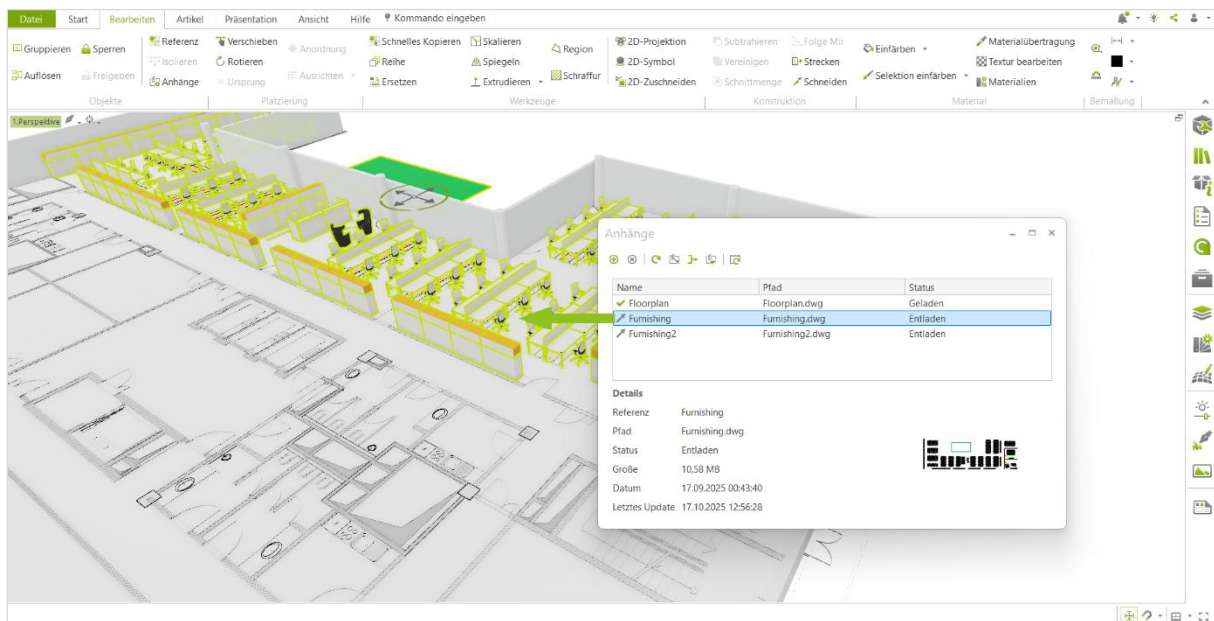 Datei Start Bearbeiten Artikel Präsentation Ansicht Hilfe Kommando eingeben
Gruppieren Sperren Referenz Verschieben Anordnung Schnelles Kopieren Skalieren Region 2D-Projektion Subtrahieren Folge Mir Einfärben Materialübertragung
Isolieren Rotieren Reihe Spiegeln 2D-Symbol Vereinigen Strecken Textur bearbeiten
Auflösen Freigeben Anhänge Ursprung Ausrichten Ersetzen Extrudieren Schraffur 2D-Zuschneiden Schnittmenge Schneiden Selektion einfärben Materialien
Objekte Platzierung Werkzeuge Konstruktion Material Bemaßung
1.Perspektive
Anhänge
Name Pfad Status
Floorplan Floorplan.dwg Geladen
Furnishing Furnishing.dwg Entladen
Furnishing2 Furnishing2.dwg Entladen
Details
Referenz Furnishing
Pfad Furnishing.dwg
Status Entladen
Größe 10,58 MB
Datum 17.09.2025 00:43:40
Letztes Update 17.10.2025 12:56:28